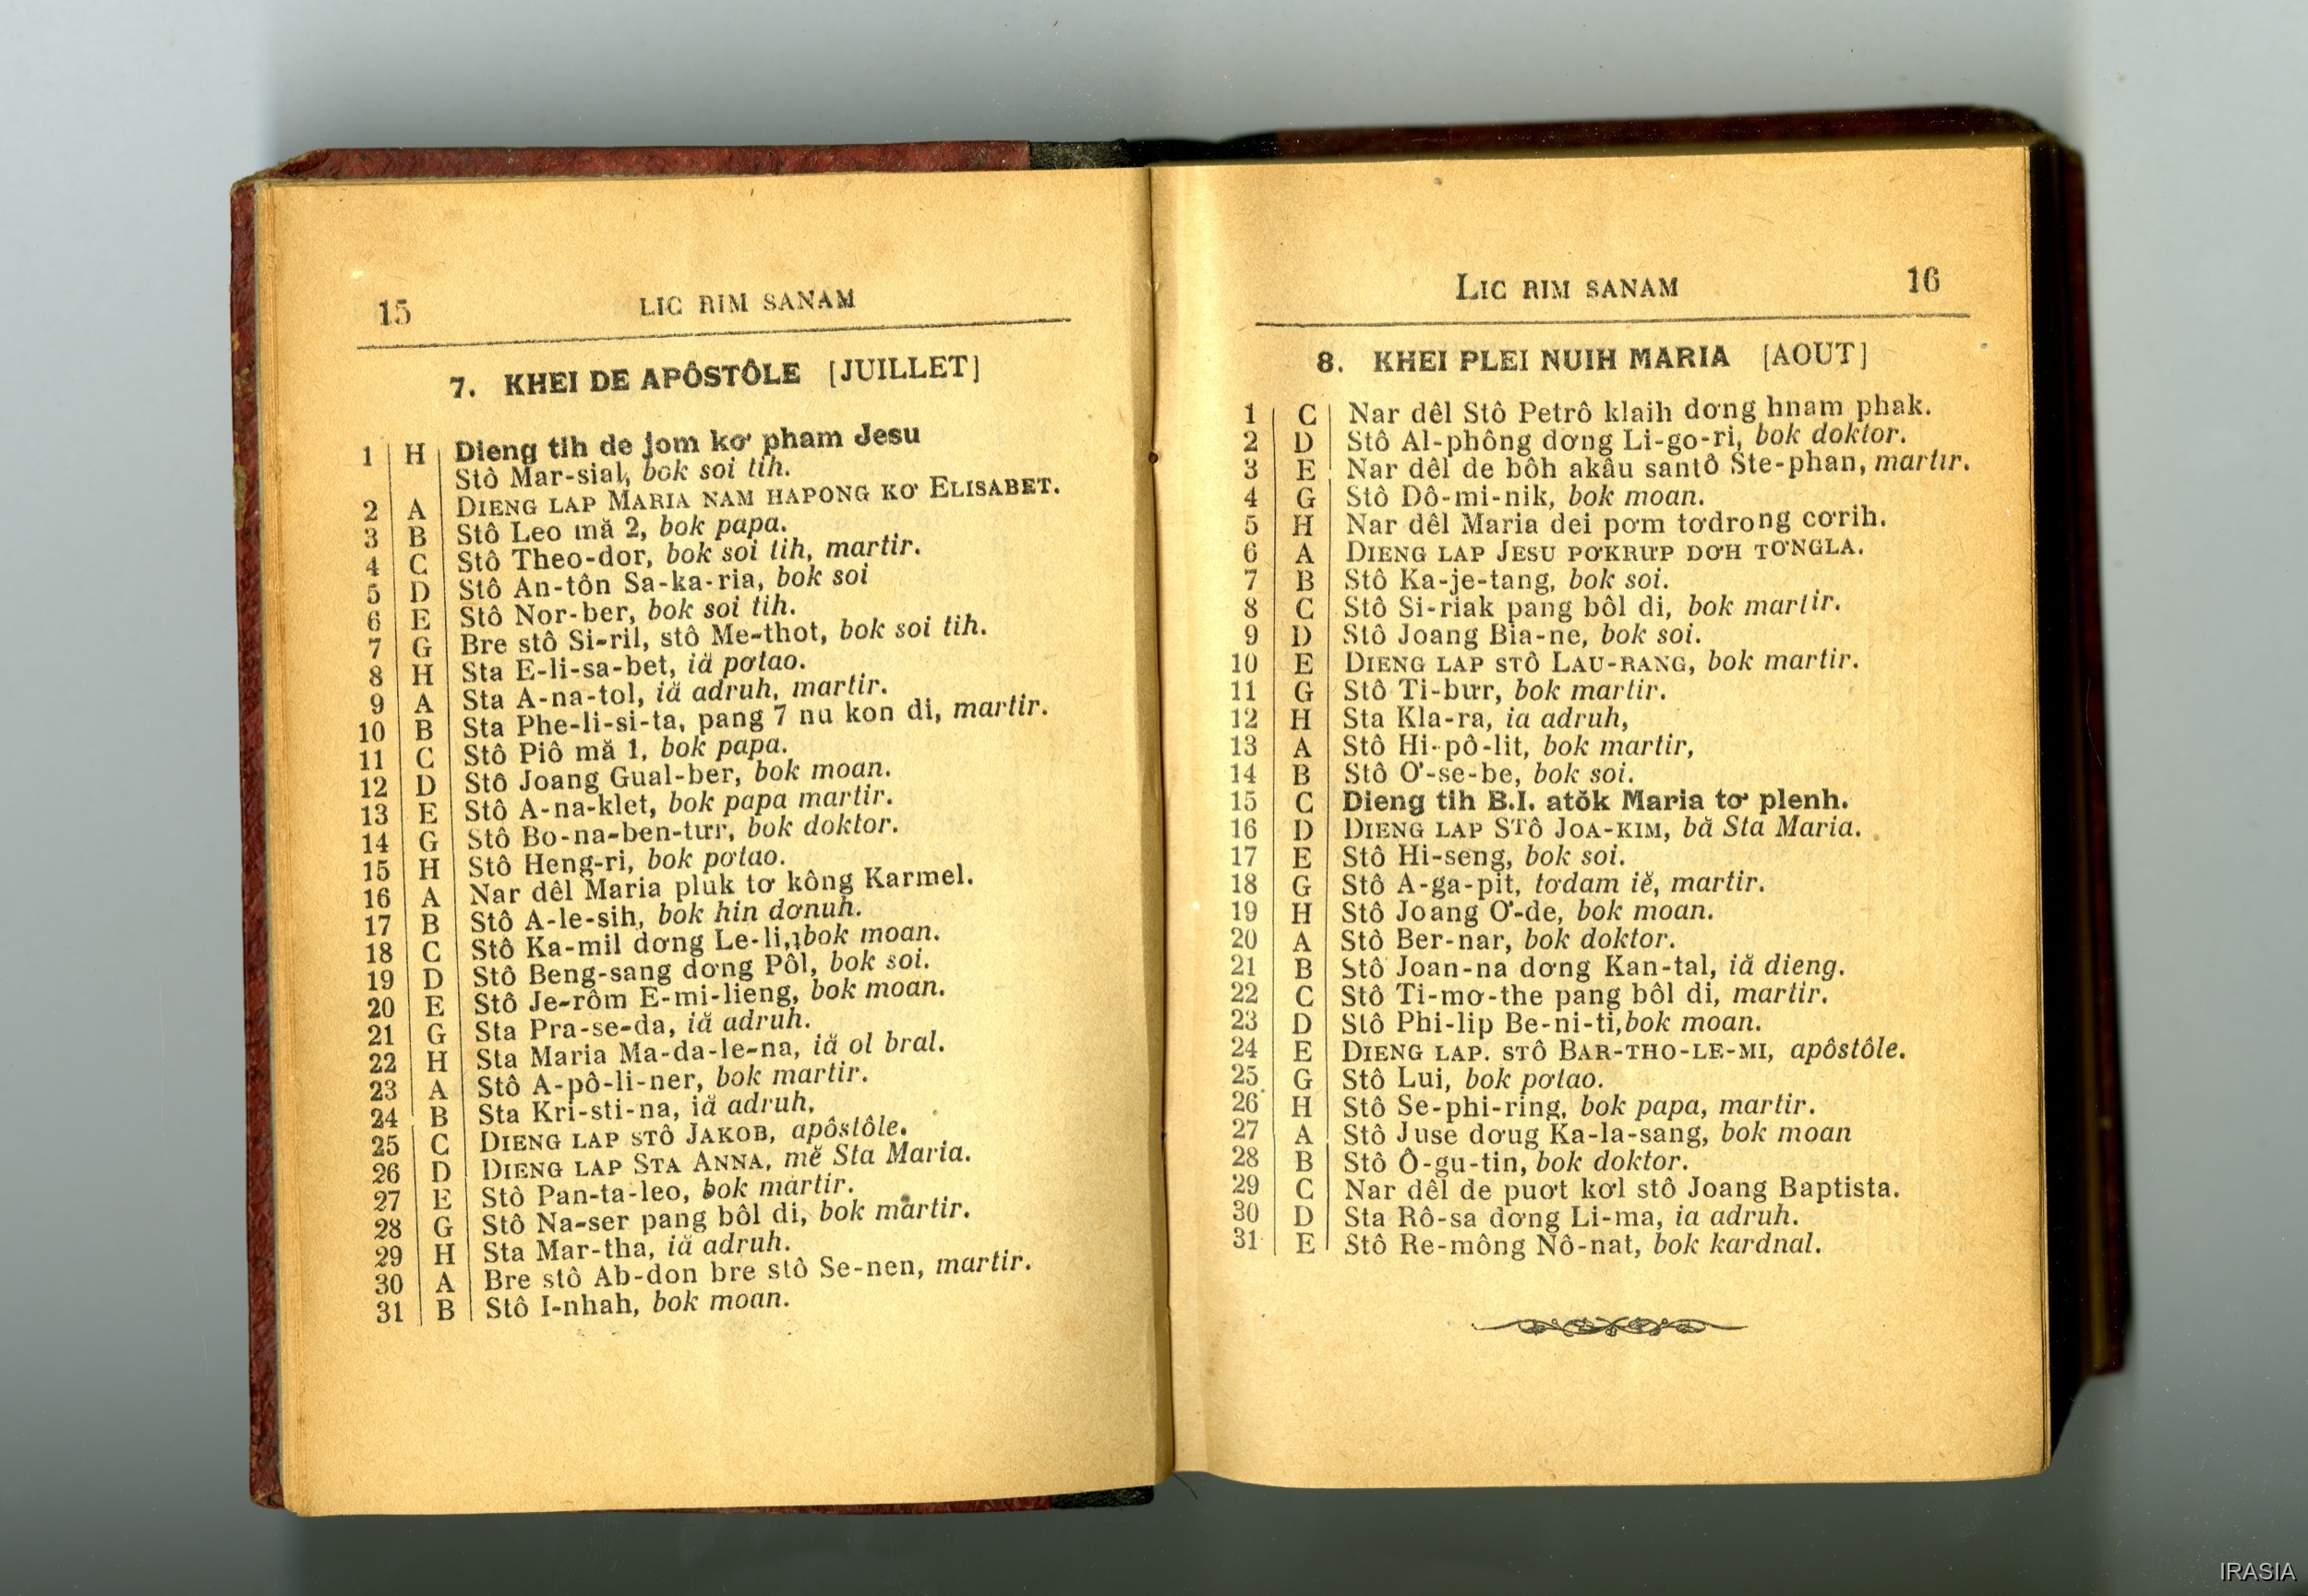 15 LIC RIM SANAM
7. KHEI DE APÔSTÔLE [JUILLET]
1 H Dieng tih de jom kơ pham Jesu
Stô Mar-sial, bok soi tih.
2 A DIENG LAP MARIA NAM HAPONG KƠ ELISABET.
3 B Stô Leo mă 2, bok papa.
4 C Stô Theo-dor, bok soi tih, martir.
5 D Stô An-tôn Sa-ka-ria, bok soi
6 E Stô Nor-ber, bok soi tih.
7 G Bre stô Si-ril, stô Me-thot, bok soi tih.
8 H Sta E-li-sa-bet, iă pơtao.
9 A Sta A-na-tol, iă adruh, martir.
10 B Sta Phe-li-si-ta, pang 7 nu kon di, martir.
11 C Stô Piô mă 1, bok papa.
12 D Stô Joang Gual-ber, bok moan.
13 E Stô A-na-klet, bok papa martir.
14 G Stô Bo-na-ben-tưr, bok doktor.
15 H Stô Heng-ri, bok pơtao.
16 A Nar dêl Maria pluk tơ kông Karmel.
17 B Stô A-le-sih, bok hin dơnuh.
18 C Stô Ka-mil dơng Le-li, bok moan.
19 D Stô Beng-sang dơng Pôl, bok soi.
20 E Stô Je-rôm E-mi-lieng, bok moan.
21 G Sta Pra-se-da, iă adruh.
22 H Sta Maria Ma-da-le-na, iă ol bral.
23 A Stô A-pô-li-ner, bok martir.
24 B Sta Kri-sti-na, iă adruh,
25 C DIENG LAP STÔ JAKOB, apôstôle.
26 D DIENG LAP STA ANNA, mĕ Sta Maria.
27 E Stô Pan-ta-leo, bok martir.
28 G Stô Na-ser pang bôl di, bok martir.
29 H Sta Mar-tha, iă adruh.
30 A Bre stô Ab-don bre stô Se-nen, martir.
31 B Stô I-nhah, bok moan.
LIC RIM SANAM 16
8. KHEI PLEI NUIH MARIA [AOUT]
1 C Nar dêl Stô Petrô klaih dơng hnam phak.
2 D Stô Al-phông dơng Li-go-ri, bok doktor.
3 E Nar dêl de bôh akâu santô Ste-phan, martir.
4 G Stô Dô-mi-nik, bok moan.
5 H Nar dêl Maria dei pơm tơdrong cơrih.
6 A DIENG LAP JESU PƠKRƯP DƠH TƠNGLA.
7 B Stô Ka-je-tang, bok soi.
8 C Stô Si-riak pang bôl di, bok martir.
9 D Stô Joang Bia-ne, bok soi.
10 E DIENG LAP STÔ LAU-RANG, bok martir.
11 G Stô Ti-bưr, bok martir.
12 H Sta Kla-ra, ia adruh,
13 A Stô Hi-pô-lit, bok martir,
14 B Stô Ơ-se-be, bok soi.
15 C Dieng tih B.I. atŏk Maria tơ plenh.
16 D DIENG LAP STÔ JOA-KIM, bă Sta Maria.
17 E Stô Hi-seng, bok soi.
18 G Stô A-ga-pit, tơdam iĕ, martir.
19 H Stô Joang Ơ-de, bok moan.
20 A Stô Ber-nar, bok doktor.
21 B Stô Joan-na dơng Kan-tal, iă dieng.
22 C Stô Ti-mơ-the pang bôl di, martir.
23 D Stô Phi-lip Be-ni-ti, bok moan.
24 E DIENG LAP. STÔ BAR-THO-LE-MI, apôstôle.
25 G Stô Lui, bok pơtao.
26 H Stô Se-phi-ring, bok papa, martir.
27 A Stô Juse dơug Ka-la-sang, bok moan
28 B Stô Ô-gu-tin, bok doktor.
29 C Nar dêl de puơt kơl stô Joang Baptista.
30 D Sta Rô-sa dơng Li-ma, ia adruh.
31 E Stô Re-mông Nô-nat, bok kardnal.
IRASIA